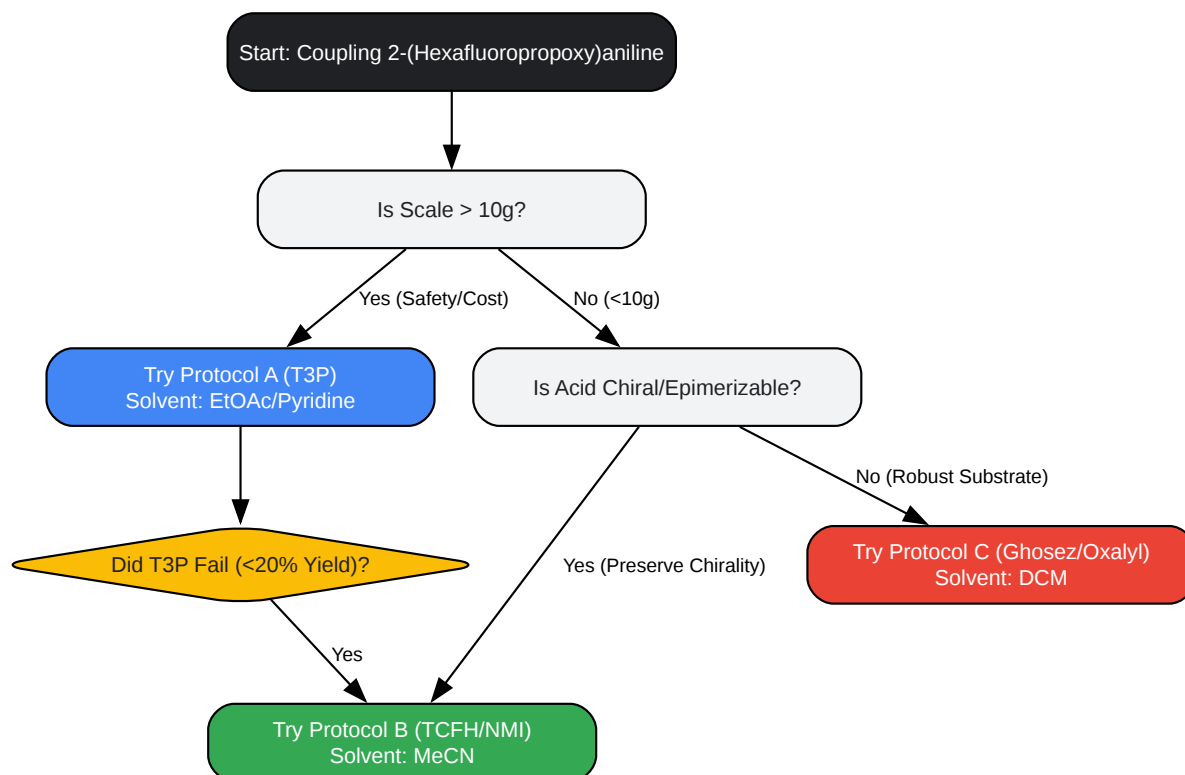 Start: Coupling 2-(Hexafluoropropoxy)aniline
Is Scale > 10g?
Yes (Safety/Cost)
No (<10g)
Try Protocol A (T3P)
Solvent: EtOAc/Pyridine
Is Acid Chiral/Epimerizable?
No (Robust Substrate)
Did T3P Fail (<20% Yield)?
Yes (Preserve Chirality)
Try Protocol C (Ghosez/Oxalyl)
Solvent: DCM
Yes
Try Protocol B (TCFH/NMI)
Solvent: MeCN